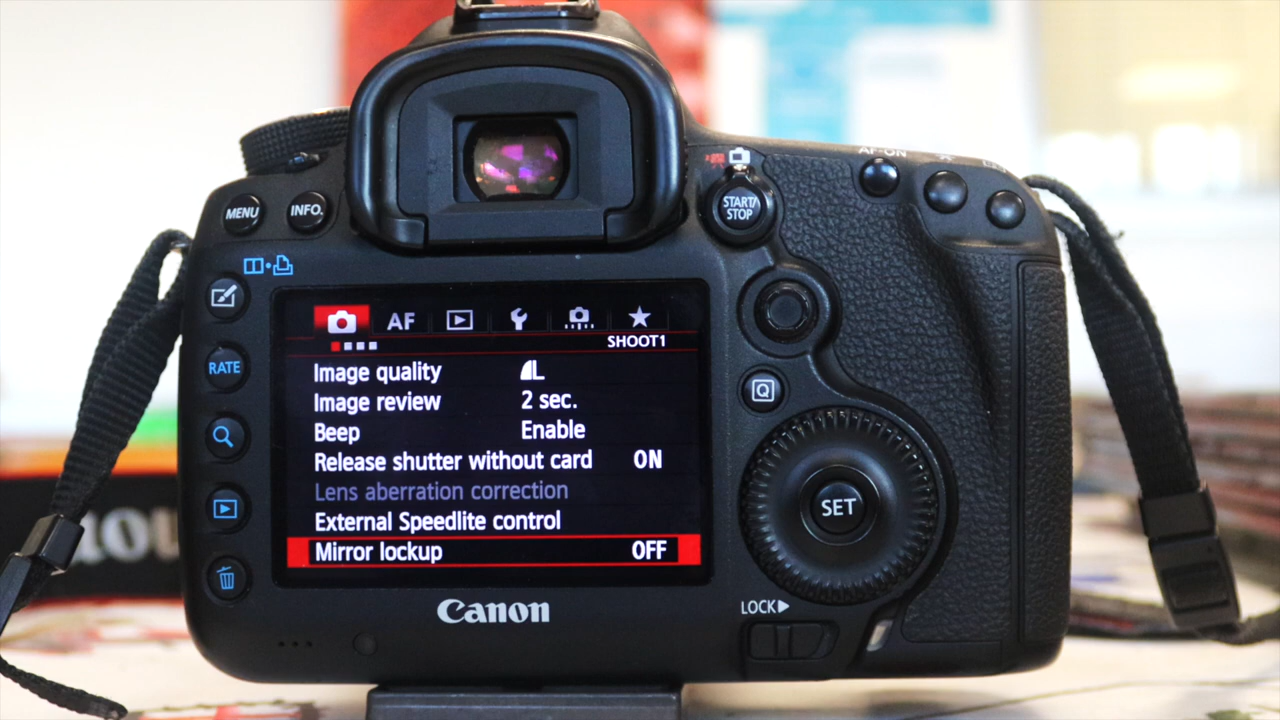 AF-ON
MENU
INFO.
START/
STOP
AF
SHOOT1
RATE
Image quality L
Image review 2 sec.
Beep Enable
Release shutter without card ON
Lens aberration correction
External Speedlite control
Mirror lockup OFF
Q
SET
Canon
LOCK